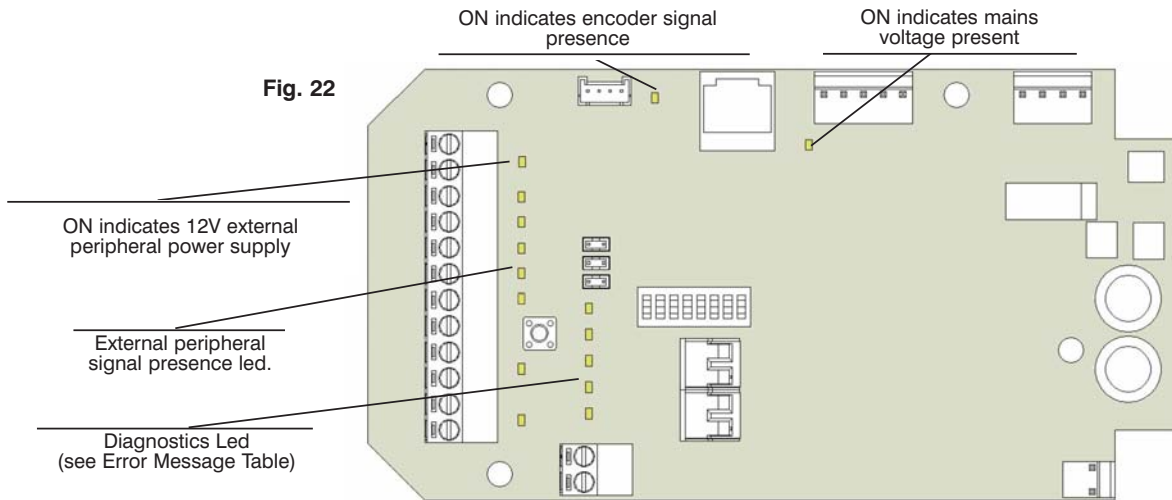 ON indicates encoder signal
presence
ON indicates mains
voltage present
Fig. 22
ON indicates 12V external
peripheral power supply
External peripheral
signal presence led.
Diagnostics Led
(see Error Message Table)